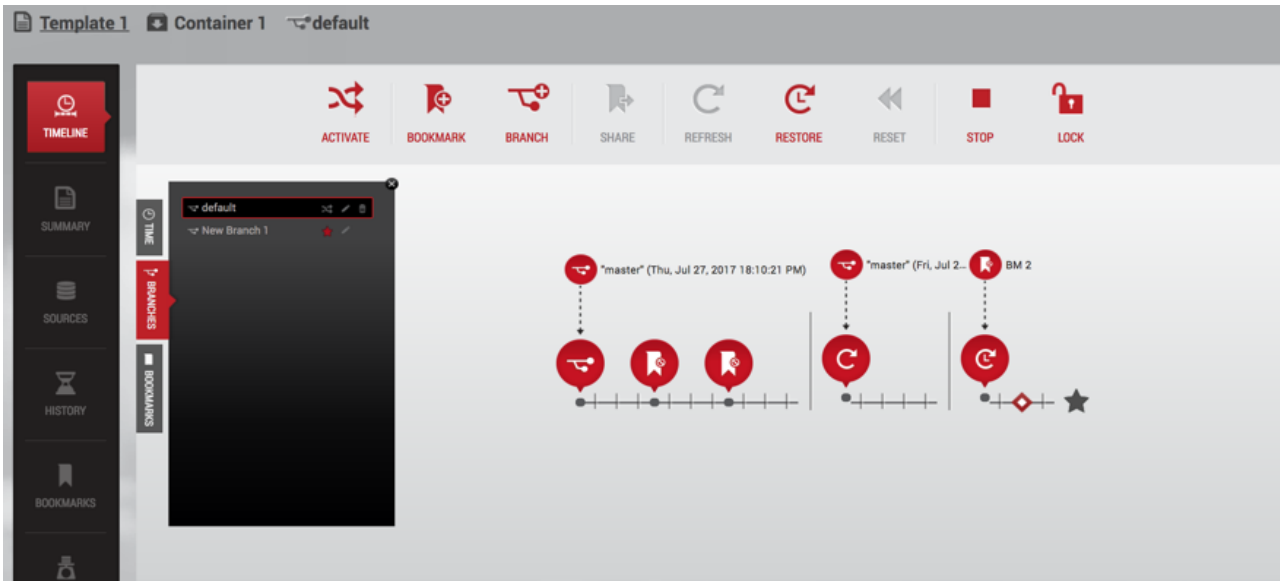 Template 1 Container 1 default
ACTIVATE BOOKMARK BRANCH SHARE REFRESH RESTORE RESET STOP LOCK
TIMELINE
SUMMARY
SOURCES
HISTORY
BOOKMARKS
TIME
BRANCHES
BOOKMARKS
default
New Branch 1
"master" (Thu, Jul 27, 2017 18:10:21 PM) "master" (Fri, Jul 2... BM 2